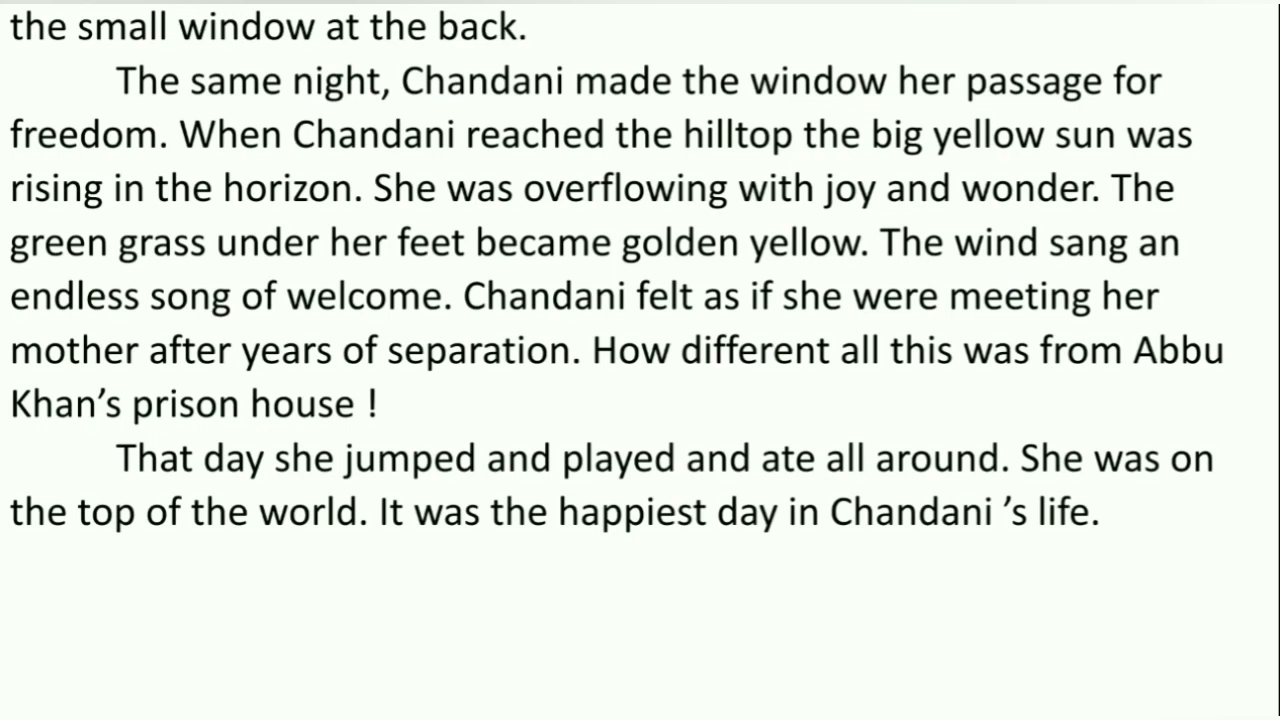 the small window at the back.
The same night, Chandani made the window her passage for
freedom. When Chandani reached the hilltop the big yellow sun was
rising in the horizon. She was overflowing with joy and wonder. The
green grass under her feet became golden yellow. The wind sang an
endless song of welcome. Chandani felt as if she were meeting her
mother after years of separation. How different all this was from Abbu
Khan’s prison house !
That day she jumped and played and ate all around. She was on
the top of the world. It was the happiest day in Chandani ’s life.